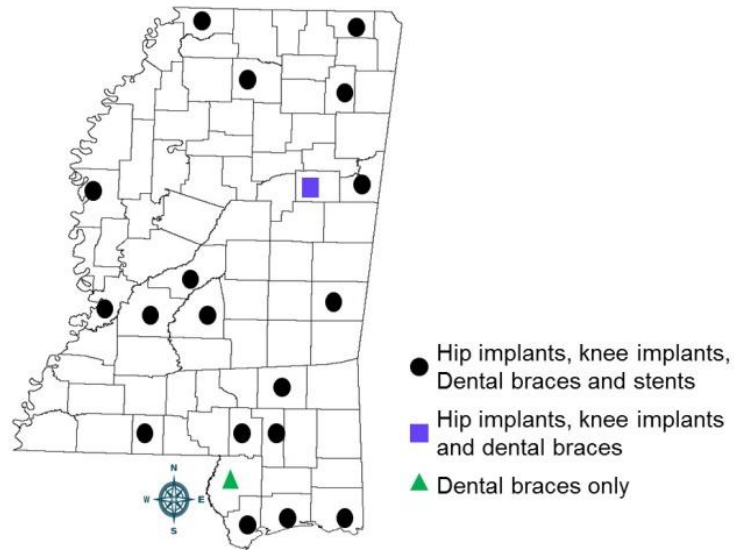 Hip implants, knee implants,
Dental braces and stents
Hip implants, knee implants
and dental braces
Dental braces only
N
W
E
S